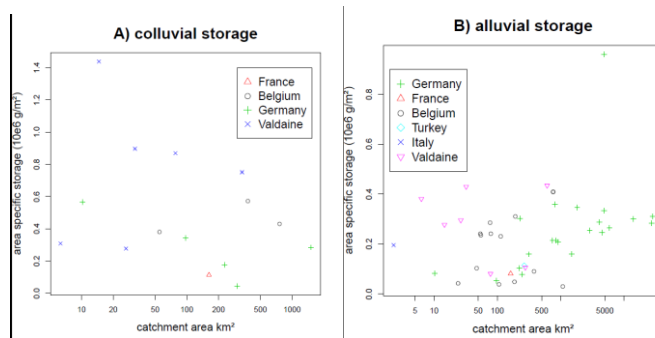 A) colluvial storage
area specific storage (10e6 g/m²)
0.0 0.2 0.4 0.6 0.8 1.0 1.2 1.4
France
Belgium
Germany
Valdaine
10 20 50 100 200 500 1000
catchment area km²
B) alluvial storage
area specific storage (10e6 g/m²)
0.0 0.2 0.4 0.6 0.8
Germany
France
Belgium
Turkey
Italy
Valdaine
5 10 50 100 500 5000
catchment area km²